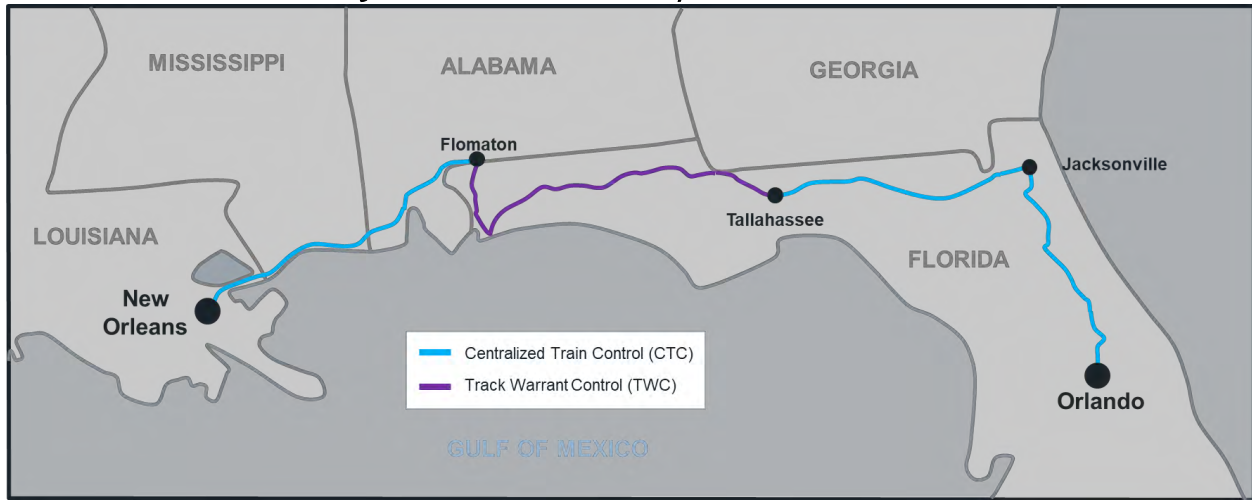 MISSISSIPPI
ALABAMA
GEORGIA
Flomaton
Jacksonville
Tallahassee
LOUISIANA
FLORIDA
New
Orleans
Centralized Train Control (CTC)
Track Warrant Control (TWC)
Orlando
GULF OF MEXICO